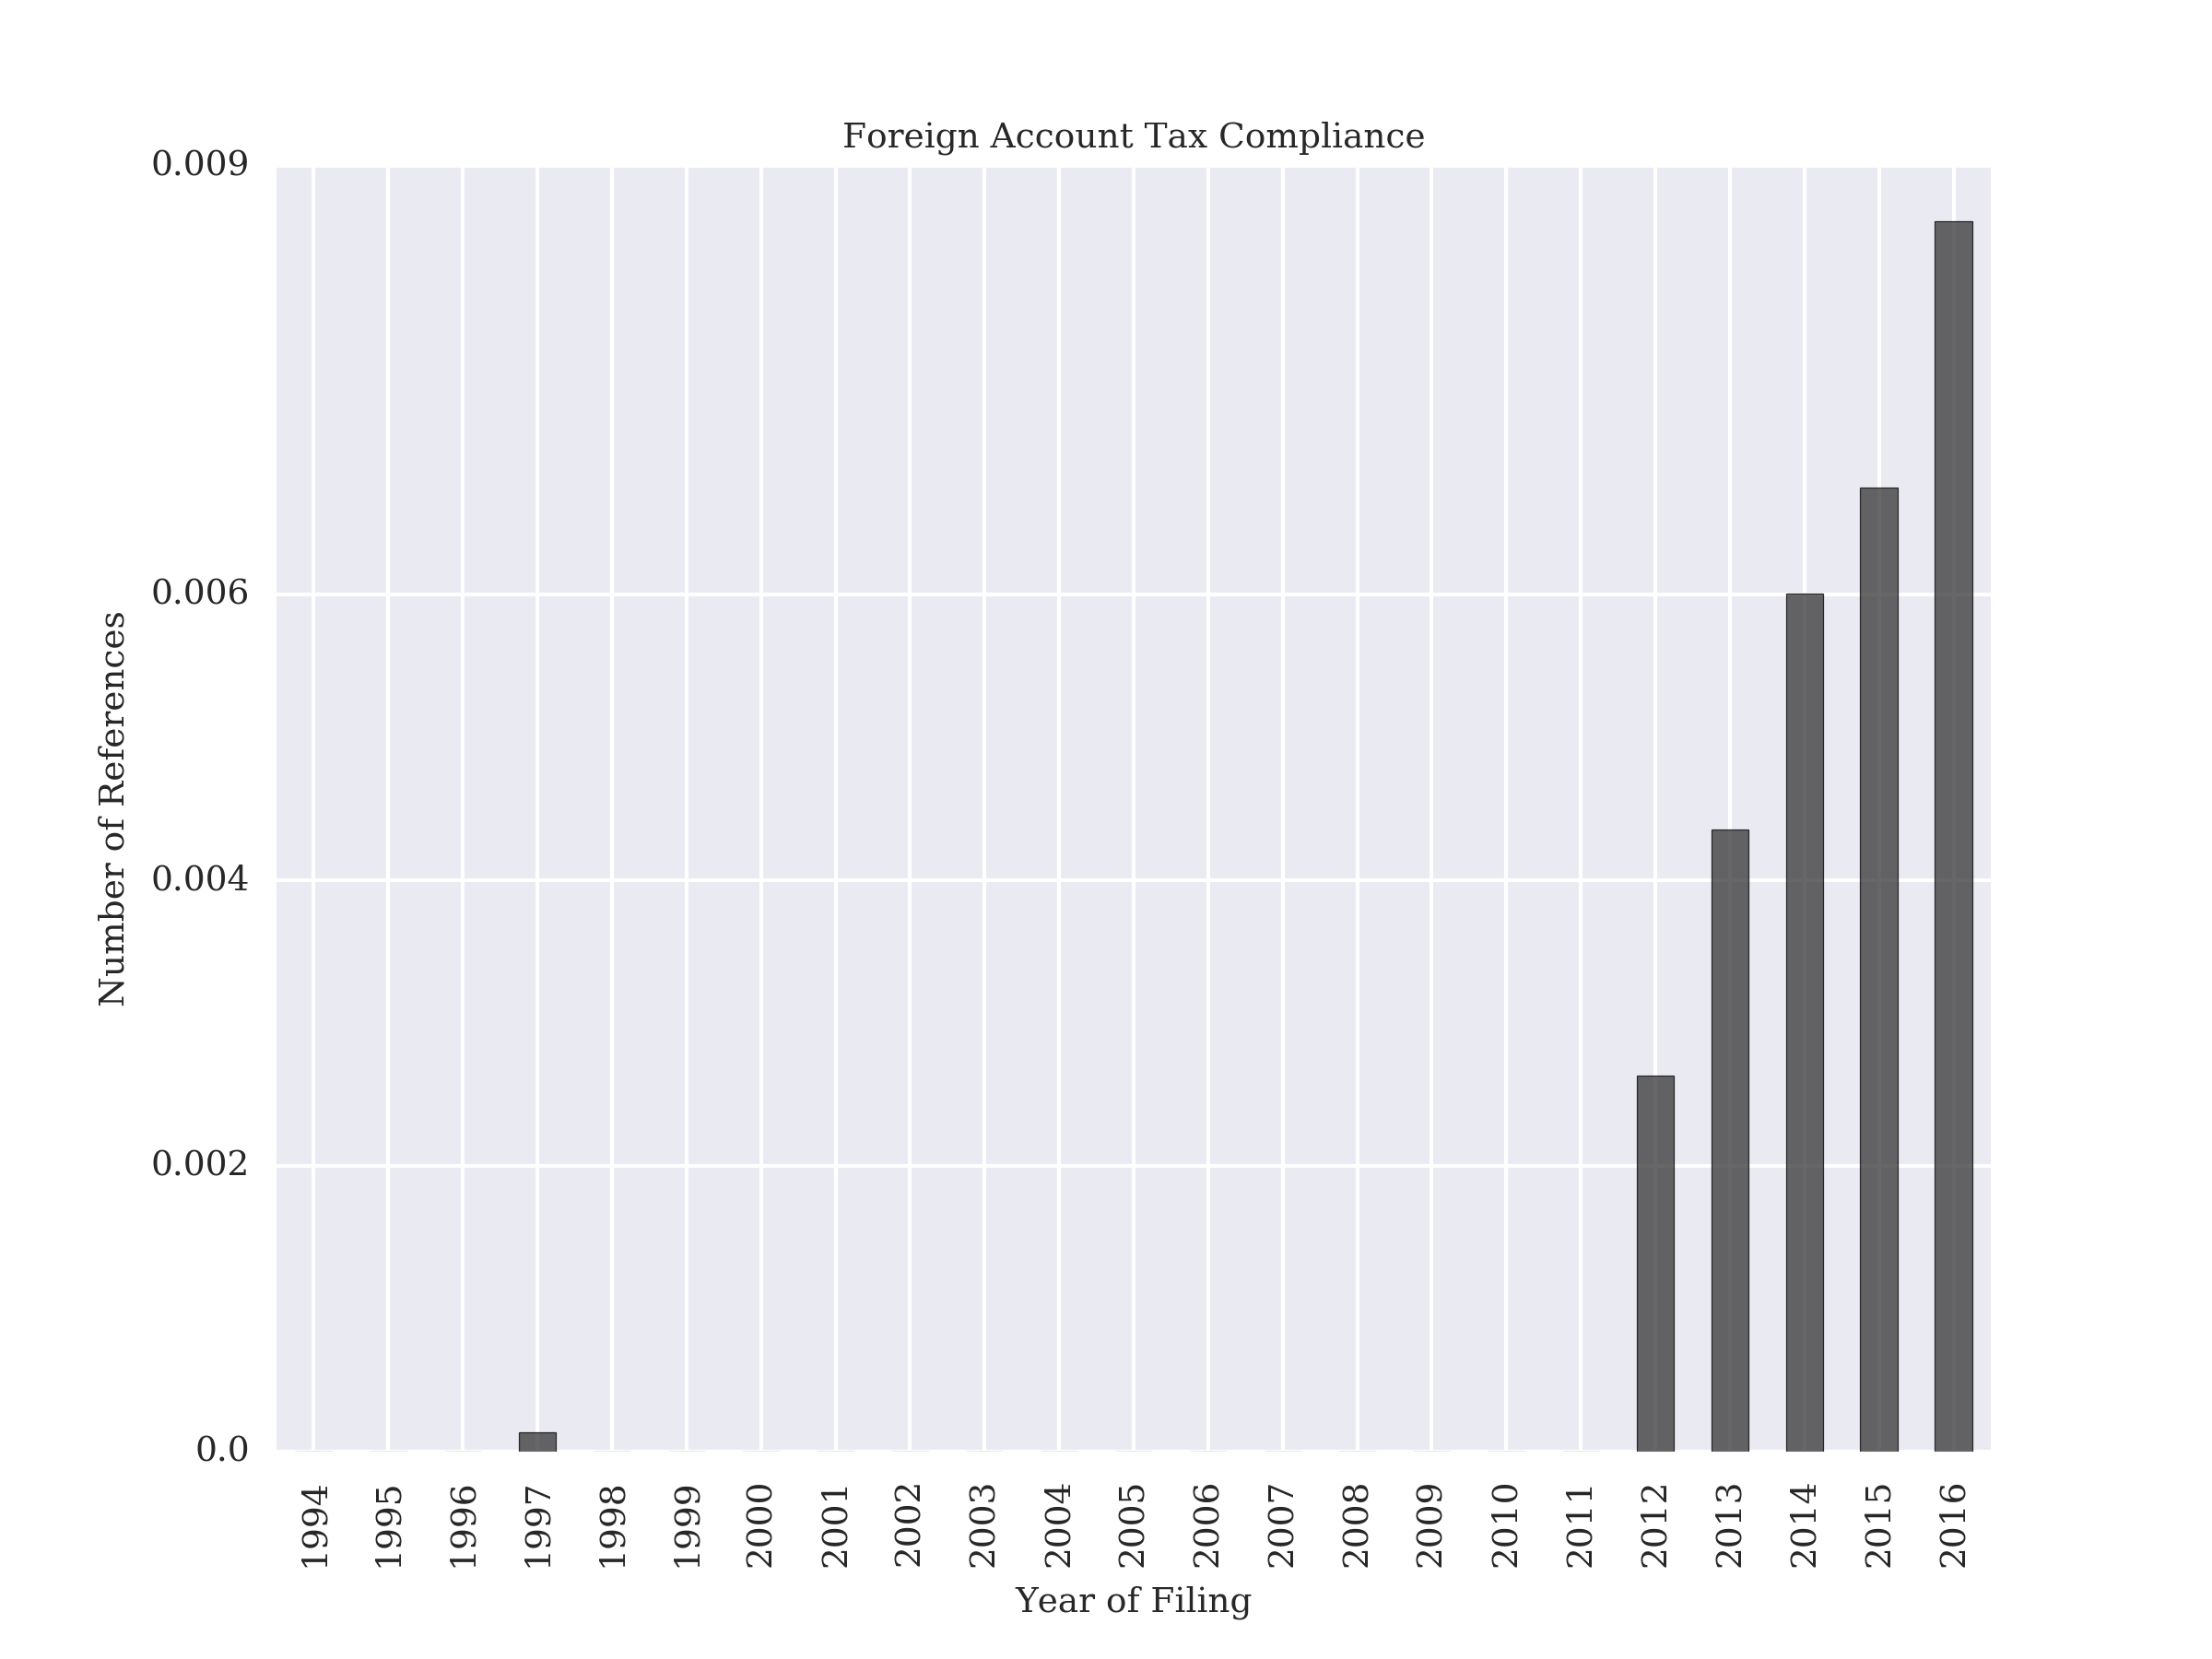 Foreign Account Tax Compliance
0.009
0.006
0.004
0.002
0.0
Number of References
1994 1995 1996 1997 1998 1999 2000 2001 2002 2003 2004 2005 2006 2007 2008 2009 2010 2011 2012 2013 2014 2015 2016
Year of Filing